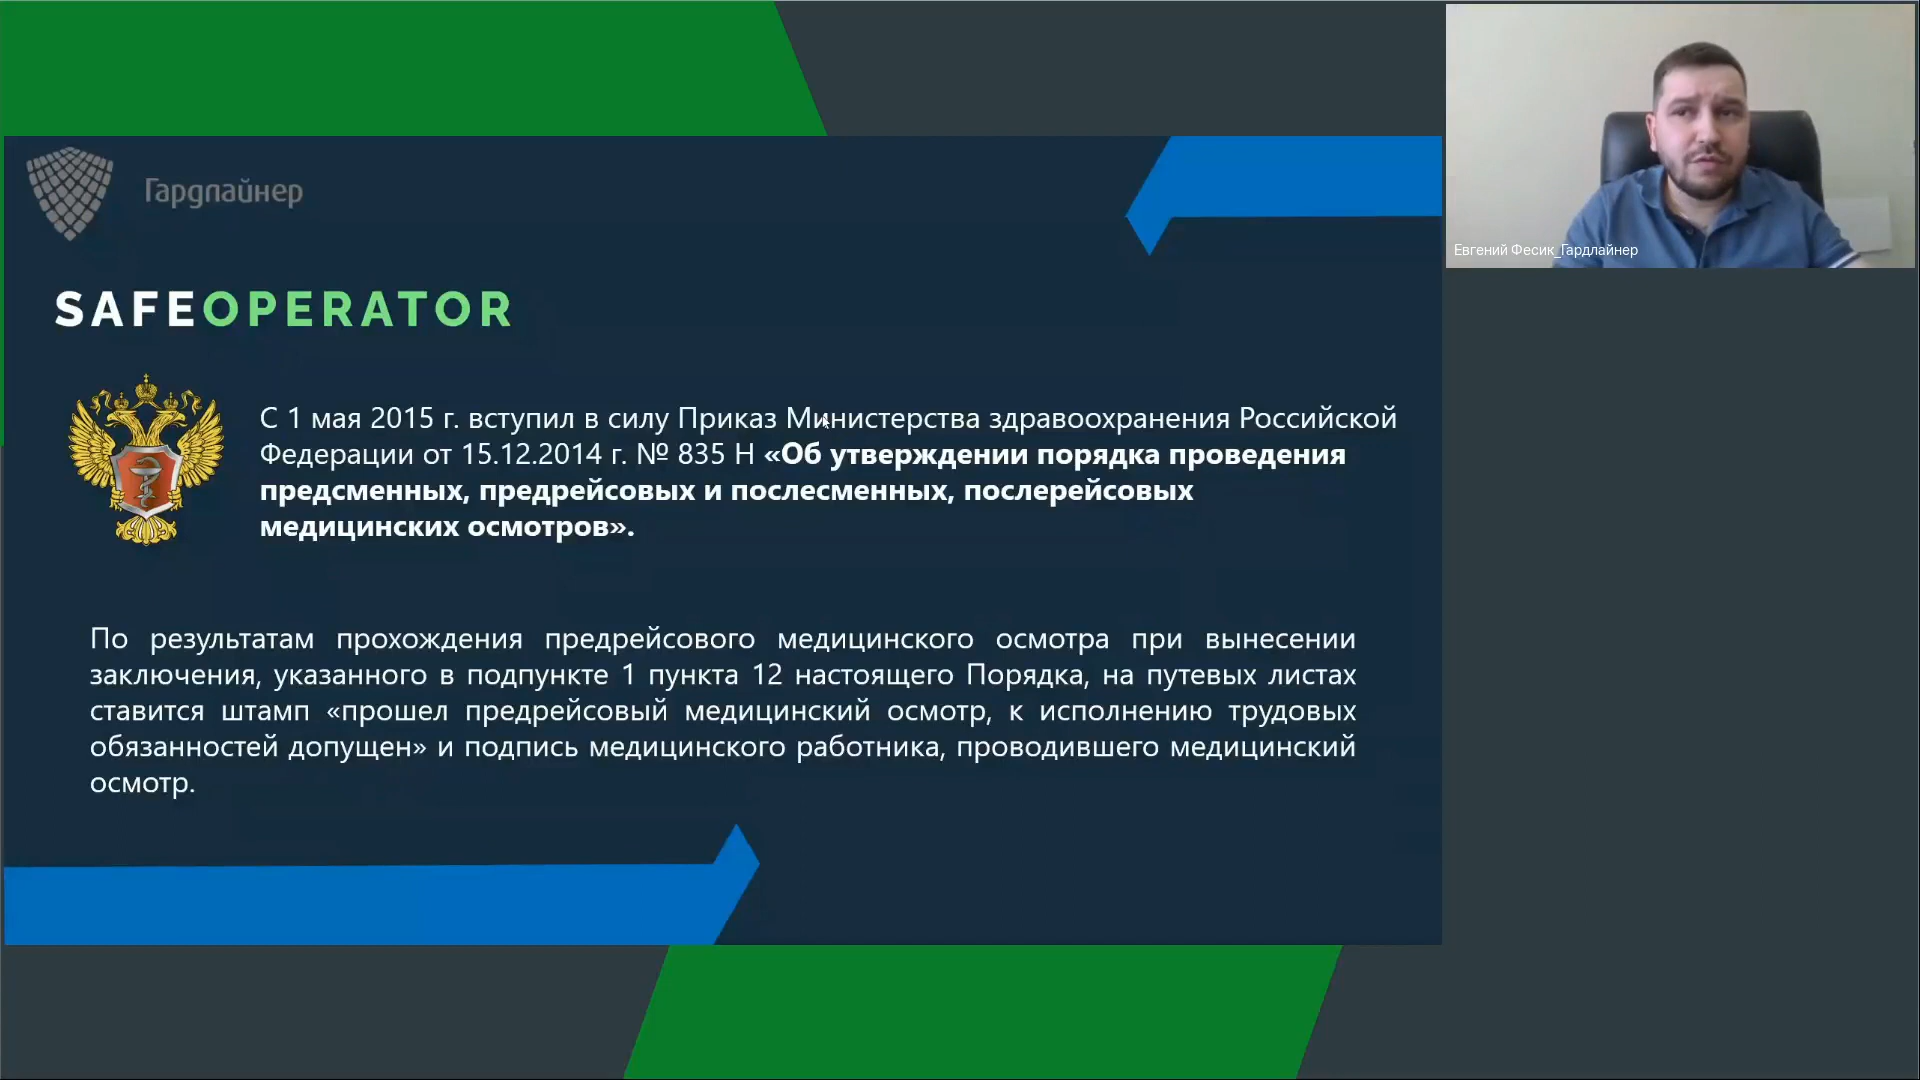 Гардлайнер
SAFEOPERATOR
С 1 мая 2015 г. вступил в силу Приказ Министерства здравоохранения Российской
Федерации от 15.12.2014 г. № 835 Н «Об утверждении порядка проведения
предсменных, предрейсовых и послесменных, послерейсовых
медицинских осмотров».
По результатам прохождения предрейсового медицинского осмотра при вынесении
заключения, указанного в подпункте 1 пункта 12 настоящего Порядка, на путевых листах
ставится штамп «прошел предрейсовый медицинский осмотр, к исполнению трудовых
обязанностей допущен» и подпись медицинского работника, проводившего медицинский
осмотр.
Евгений Фесик_Гардлайнер